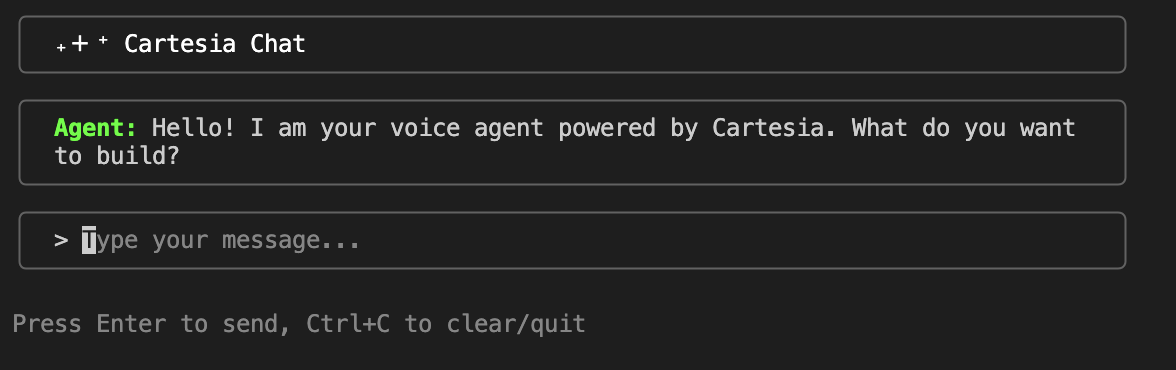 ₊+⁺ Cartesia Chat
Agent: Hello! I am your voice agent powered by Cartesia. What do you want
to build?
> Type your message...
Press Enter to send, Ctrl+C to clear/quit